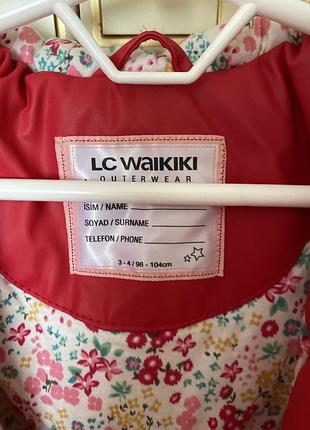 LC WAIKIKI
OUTERWEAR
İSİM / NAME
SOYAD / SURNAME
TELEFON / PHONE
3 - 4 / 98 - 104cm